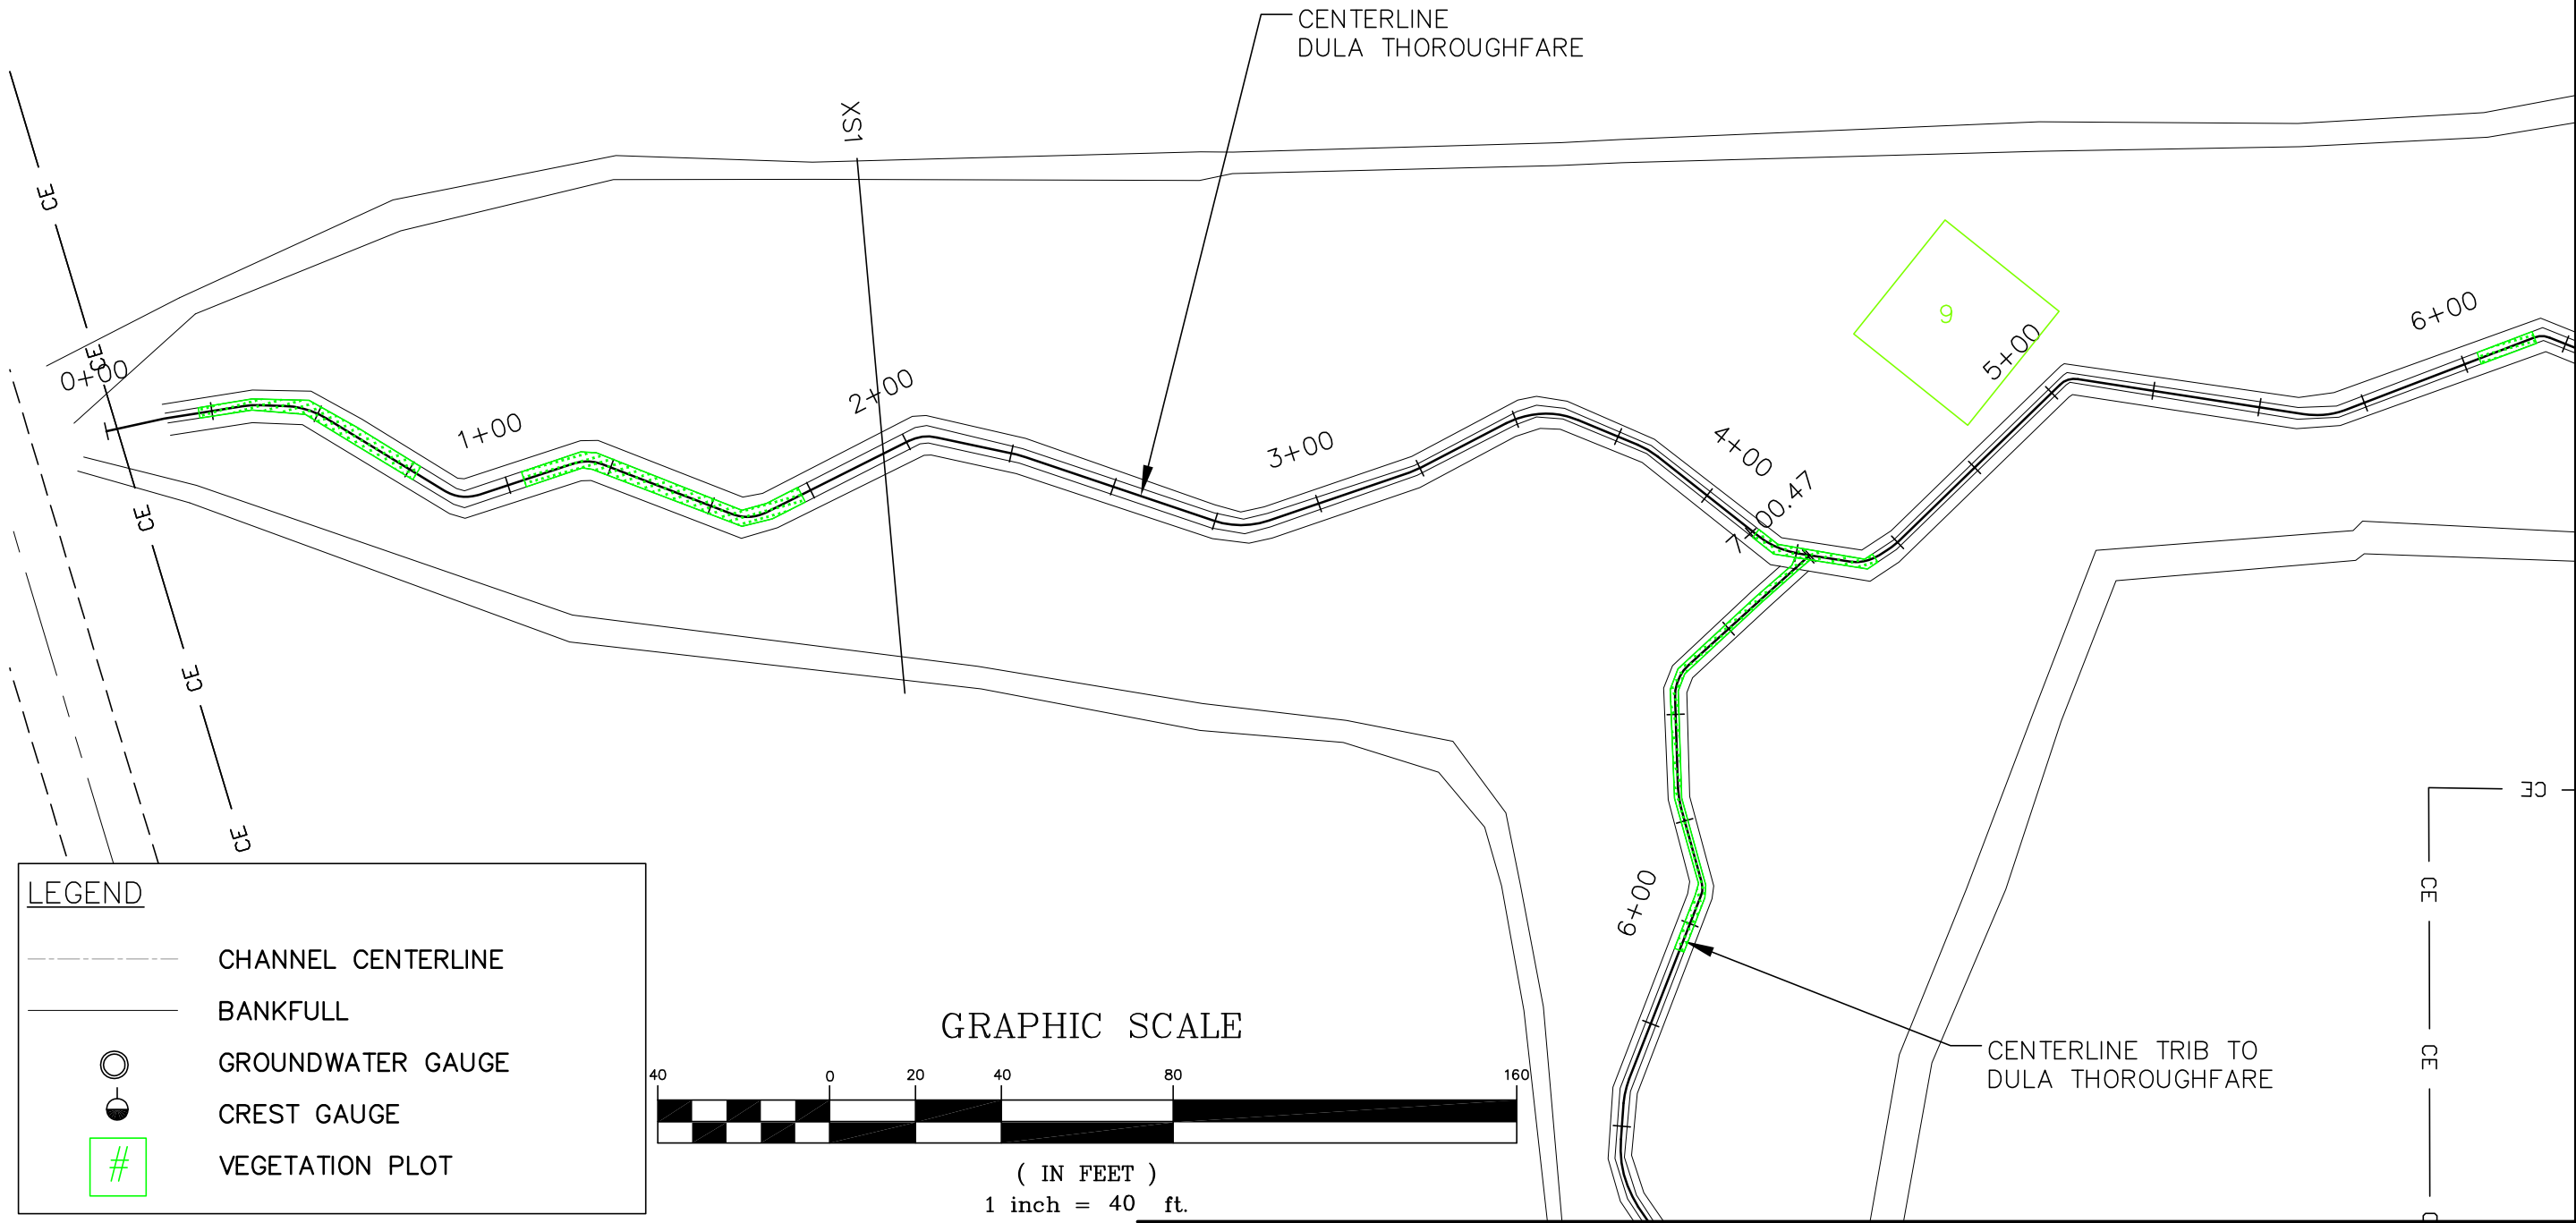 CENTERLINE
DULA THOROUGHFARE
XS1
CE
CE
0+00
1+00
2+00
3+00
4+00
7+00.47
5+00
6+00
9
CE
CE
CE
CE
CE
CE
C
6+00
CENTERLINE TRIB TO
DULA THOROUGHFARE
LEGEND
CHANNEL CENTERLINE
BANKFULL
GROUNDWATER GAUGE
CREST GAUGE
# VEGETATION PLOT
GRAPHIC SCALE
40 0 20 40 80 160
( IN FEET )
1 inch = 40 ft.